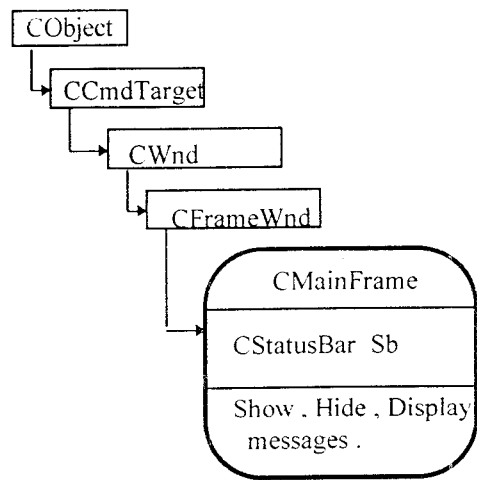 CObject
CCmdTarget
CWnd
CFrameWnd
CMainFrame
CStatusBar Sb
Show . Hide , Display
messages .